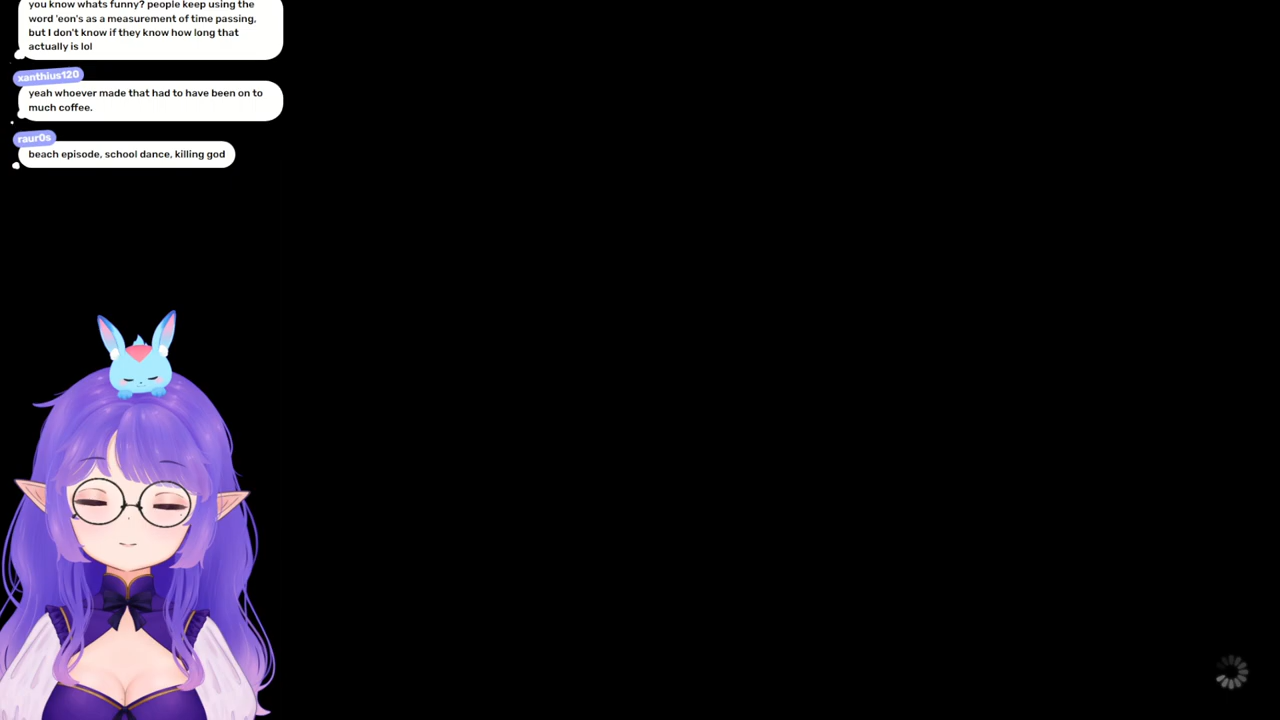 you know whats funny? people keep using the
word 'eon's as a measurement of time passing,
but I don't know if they know how long that
actually is lol
xanthius120
yeah whoever made that had to have been on to
much coffee.
raur0s
beach episode, school dance, killing god